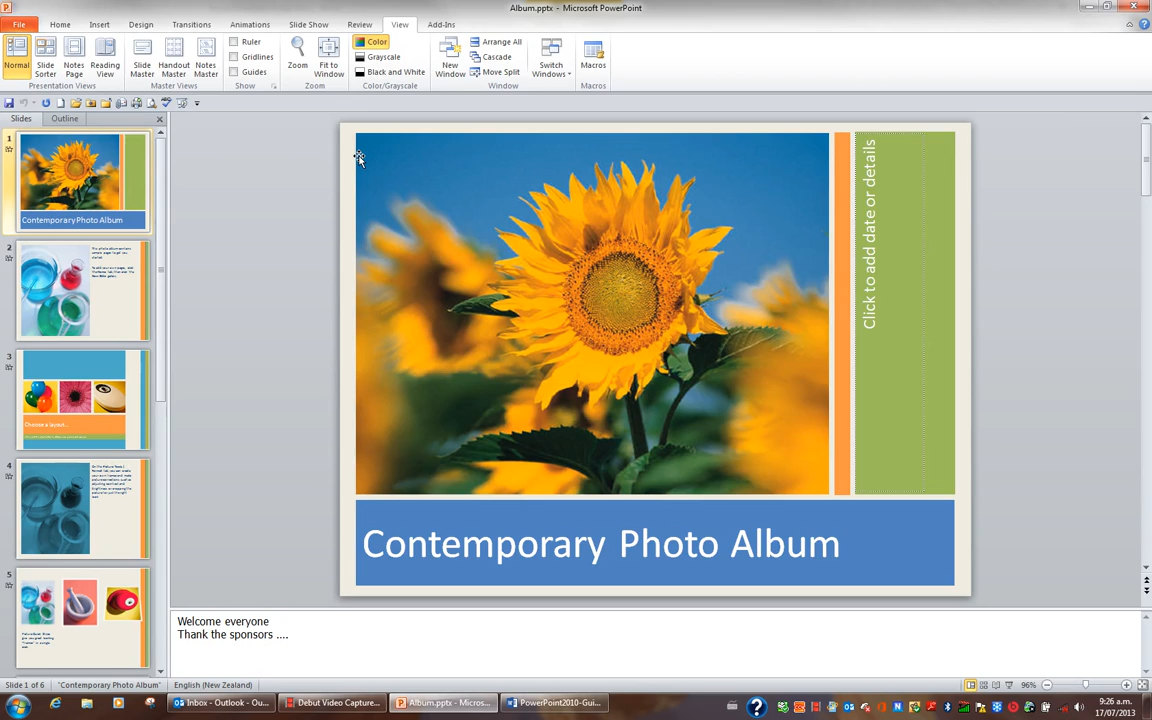 Album.pptx - Microsoft PowerPoint
File Home Insert Design Transitions Animations Slide Show Review View Add-Ins
Normal
Slide Sorter
Notes Page
Reading View
Presentation Views
Slide Master
Handout Master
Notes Master
Master Views
Ruler
Gridlines
Guides
Show
Zoom
Fit to Window
Zoom
Color
Grayscale
Black and White
Color/Grayscale
New Window
Arrange All
Cascade
Move Split
Switch Windows
Window
Macros
Macros
Slides Outline
1
Contemporary Photo Album
2
3
Choose a layout...
4
5
Click to add date or details
Contemporary Photo Album
Welcome everyone
Thank the sponsors ....
Slide 1 of 6 "Contemporary Photo Album" English (New Zealand) 96%
Inbox - Outlook - Ou...
Debut Video Capture...
Album.pptx - Micros...
PowerPoint2010-Gui...
9:26 a.m.
17/07/2013